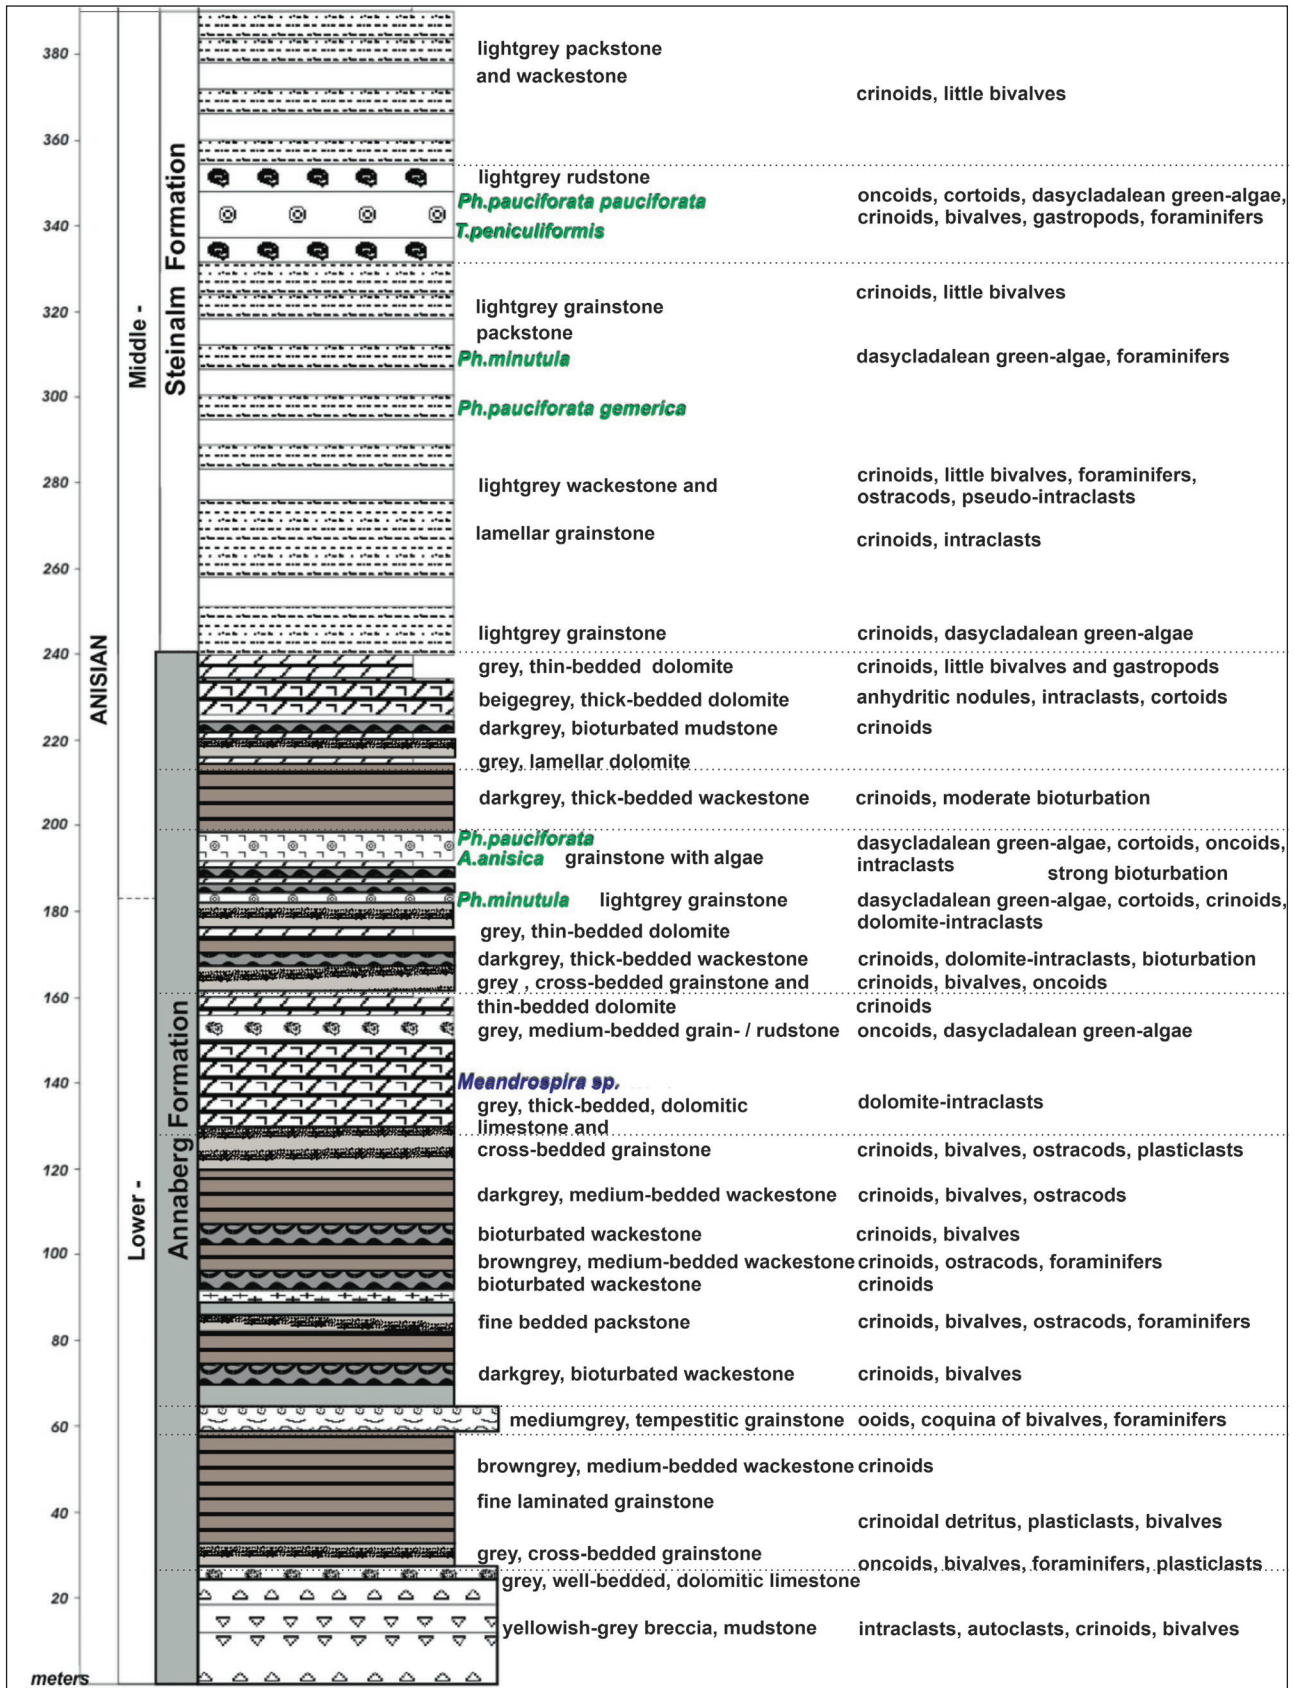 380
lightgrey packstone
and wackestone
crinoids, little bivalves
360
lightgrey rudstone
Ph.pauciforata pauciforata
oncoids, cortoids, dasycladalean green-algae,
crinoids, bivalves, gastropods, foraminifers
340
T.peniculiformis
crinoids, little bivalves
320
lightgrey grainstone
packstone
Ph.minutula
dasycladalean green-algae, foraminifers
300
Ph.pauciforata gemerica
280
lightgrey wackestone and
crinoids, little bivalves, foraminifers,
ostracods, pseudo-intraclasts
lamellar grainstone
crinoids, intraclasts
260
lightgrey grainstone
crinoids, dasycladalean green-algae
240
grey, thin-bedded dolomite
crinoids, little bivalves and gastropods
beigegrey, thick-bedded dolomite
anhydritic nodules, intraclasts, cortoids
darkgrey, bioturbated mudstone
crinoids
220
grey, lamellar dolomite
darkgrey, thick-bedded wackestone
crinoids, moderate bioturbation
200
Ph.pauciforata
A.anisica grainstone with algae
dasycladalean green-algae, cortoids, oncoids,
intraclasts strong bioturbation
Ph.minutula lightgrey grainstone
dasycladalean green-algae, cortoids, crinoids,
dolomite-intraclasts
180
grey, thin-bedded dolomite
darkgrey, thick-bedded wackestone
crinoids, dolomite-intraclasts, bioturbation
grey , cross-bedded grainstone and
crinoids, bivalves, oncoids
160
thin-bedded dolomite
crinoids
grey, medium-bedded grain- / rudstone
oncoids, dasycladalean green-algae
140
Meandrospira sp.
grey, thick-bedded, dolomitic
limestone and
dolomite-intraclasts
cross-bedded grainstone
crinoids, bivalves, ostracods, plasticlasts
120
darkgrey, medium-bedded wackestone
crinoids, bivalves, ostracods
bioturbated wackestone
crinoids, bivalves
100
browngrey, medium-bedded wackestone
crinoids, ostracods, foraminifers
bioturbated wackestone
crinoids
fine bedded packstone
crinoids, bivalves, ostracods, foraminifers
80
darkgrey, bioturbated wackestone
crinoids, bivalves
60
mediumgrey, tempestitic grainstone
ooids, coquina of bivalves, foraminifers
browngrey, medium-bedded wackestone
crinoids
fine laminated grainstone
40
crinoidal detritus, plasticlasts, bivalves
grey, cross-bedded grainstone
oncoids, bivalves, foraminifers, plasticlasts
grey, well-bedded, dolomitic limestone
20
yellowish-grey breccia, mudstone
intraclasts, autoclasts, crinoids, bivalves
meters
ANISIAN
Middle -
Lower -
Steinalm Formation
Annaberg Formation